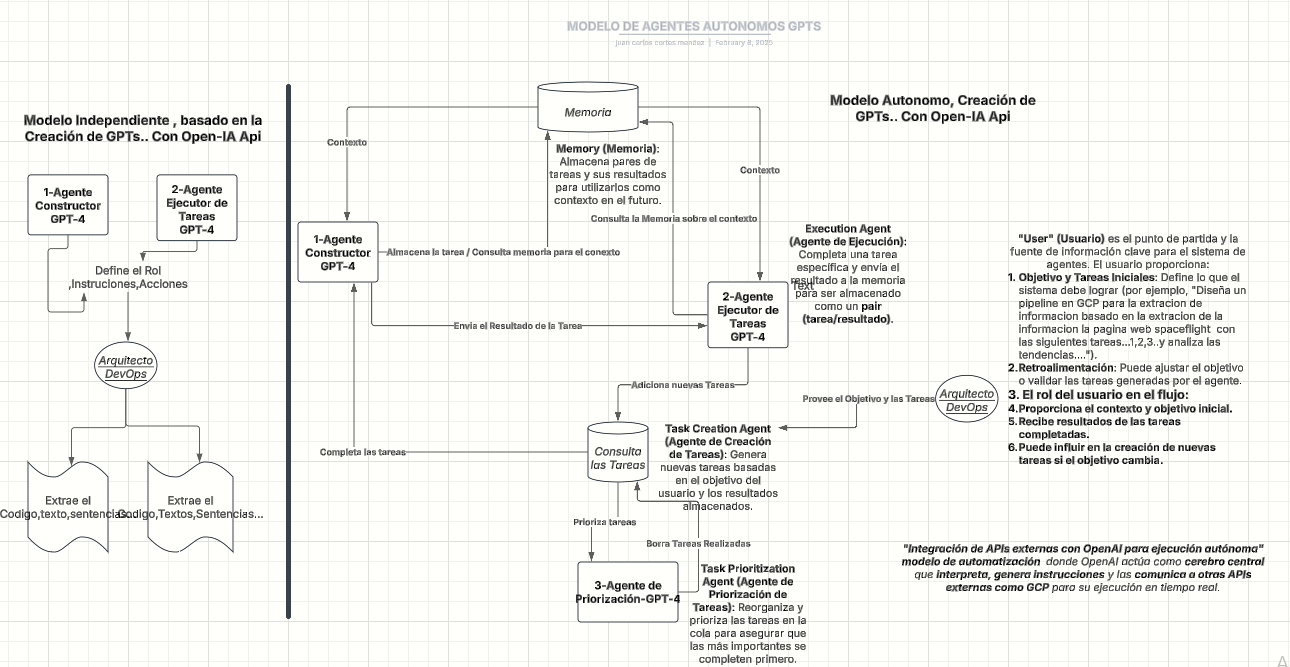 MODELO DE AGENTES AUTONOMOS GPTS
juan carlos cortes mendez | February 8, 2025
Modelo Independiente , basado en la
Creación de GPTs.. Con Open-IA Api
1-Agente
Constructor
GPT-4
2-Agente
Ejecutor de
Tareas
GPT-4
Define el Rol
,Instruciones,Acciones
Arquitecto
DevOps
Extrae el
Codigo,texto,sentencias...
Extrae el
Codigo,Textos,Sentencias...
Modelo Autonomo, Creación de
GPTs.. Con Open-IA Api
Memoria
Contexto
Contexto
Memory (Memoria):
Almacena pares de
tareas y sus resultados
para utilizarlos como
contexto en el futuro.
Consulta la Memoria sobre el contexto
1-Agente
Constructor
GPT-4
Almacena la tarea / Consulta memoria para el conexto
Execution Agent
(Agente de Ejecución):
Completa una tarea
específica y envía el
resultado a la memoria
para ser almacenado
como un pair
(tarea/resultado).
Text
2-Agente
Ejecutor de
Tareas
GPT-4
Envia el Resultado de la Tarea
Adiciona nuevas Tareas
Provee el Objetivo y las Tareas
Arquitecto
DevOps
Consulta
las Tareas
Completa las tareas
Task Creation Agent
(Agente de Creación
de Tareas): Genera
nuevas tareas basadas
en el objetivo del
usuario y los resultados
almacenados.
Prioriza tareas
Borra Tareas Realizadas
3-Agente de
Priorización-GPT-4
Task Prioritization
Agent (Agente de
Priorización de
Tareas): Reorganiza y
prioriza las tareas en la
cola para asegurar que
las más importantes se
completen primero.
"User" (Usuario) es el punto de partida y la
fuente de información clave para el sistema de
agentes. El usuario proporciona:
1. Objetivo y Tareas Iniciales: Define lo que el
sistema debe lograr (por ejemplo, "Diseña un
pipeline en GCP para la extracion de
informacion basado en la extracion de la
informacion la pagina web spaceflight con
las siguientes tareas...1,2,3..y analiza las
tendencias....").
2.Retroalimentación: Puede ajustar el objetivo
o validar las tareas generadas por el agente.
3. El rol del usuario en el flujo:
4.Proporciona el contexto y objetivo inicial.
5.Recibe resultados de las tareas
completadas.
6.Puede influir en la creación de nuevas
tareas si el objetivo cambia.
"Integración de APIs externas con OpenAI para ejecución autónoma"
modelo de automatización donde OpenAI actúa como cerebro central
que interpreta, genera instrucciones y las comunica a otras APIs
externas como GCP para su ejecución en tiempo real.
A